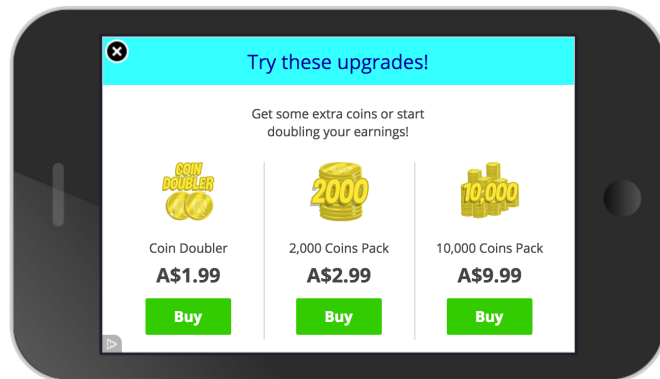 Try these upgrades!
Get some extra coins or start
doubling your earnings!
COIN
DOUBLER
Coin Doubler
A$1.99
Buy
2000
2,000 Coins Pack
A$2.99
Buy
10,000
10,000 Coins Pack
A$9.99
Buy